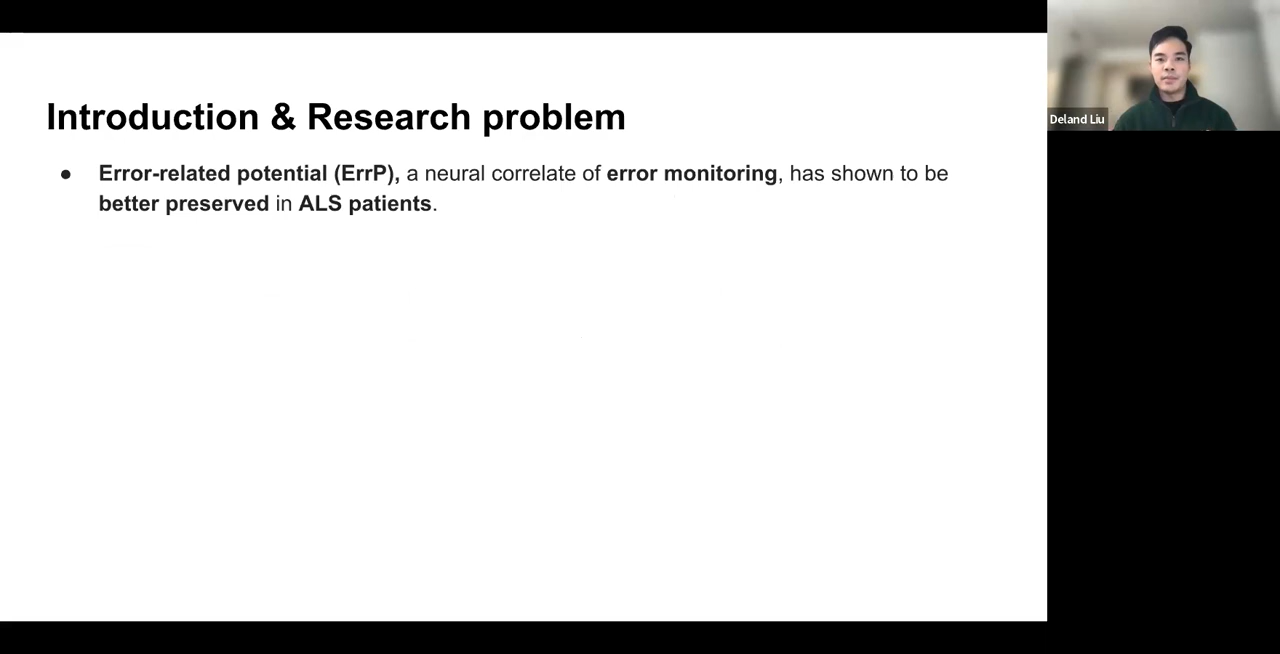 Introduction & Research problem
● Error-related potential (ErrP), a neural correlate of error monitoring, has shown to be
better preserved in ALS patients.
Deland Liu